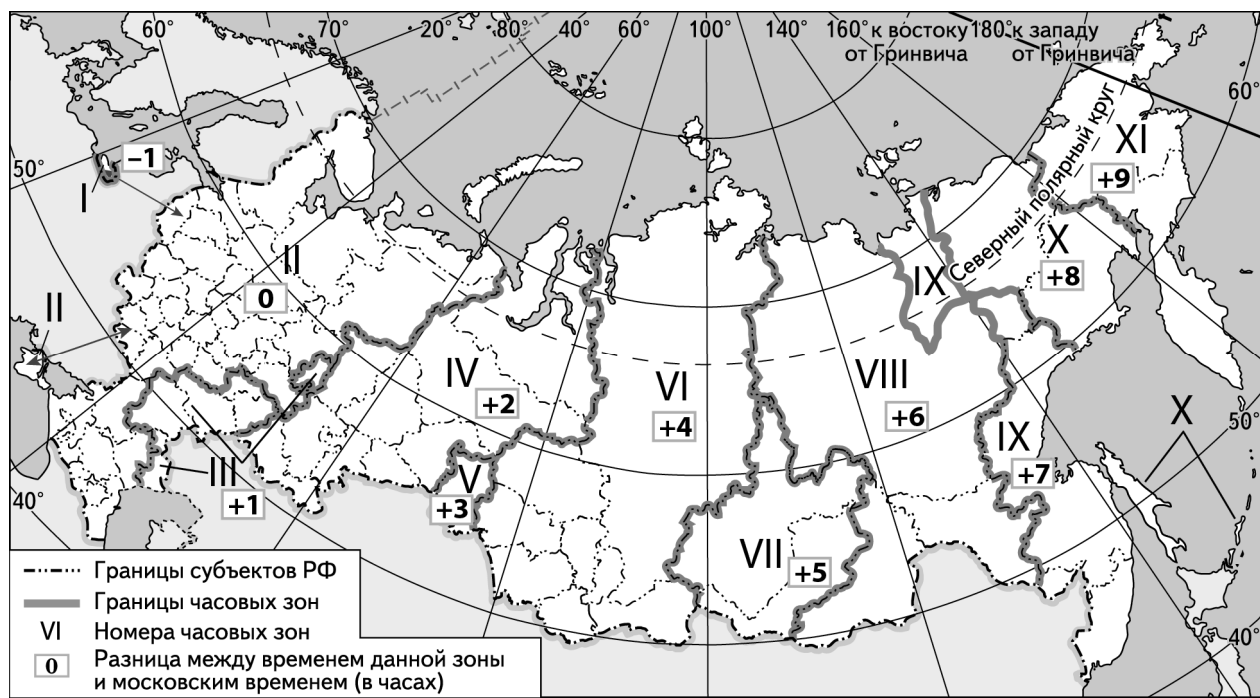 60° 70° 20° 80° 40° 60° 100° 140° 160° к востоку 180° к западу
от Гринвича от Гринвича
60°
50°
−1
I
Северный полярный круг
XI
+9
X
+8
II
0
II
IX
IV
+2
VI
+4
VIII
+6
X
50°
IX
+7
V
+3
III
+1
40°
VII
+5
40°
Границы субъектов РФ
Границы часовых зон
VI Номера часовых зон
0 Разница между временем данной зоны
и московским временем (в часах)